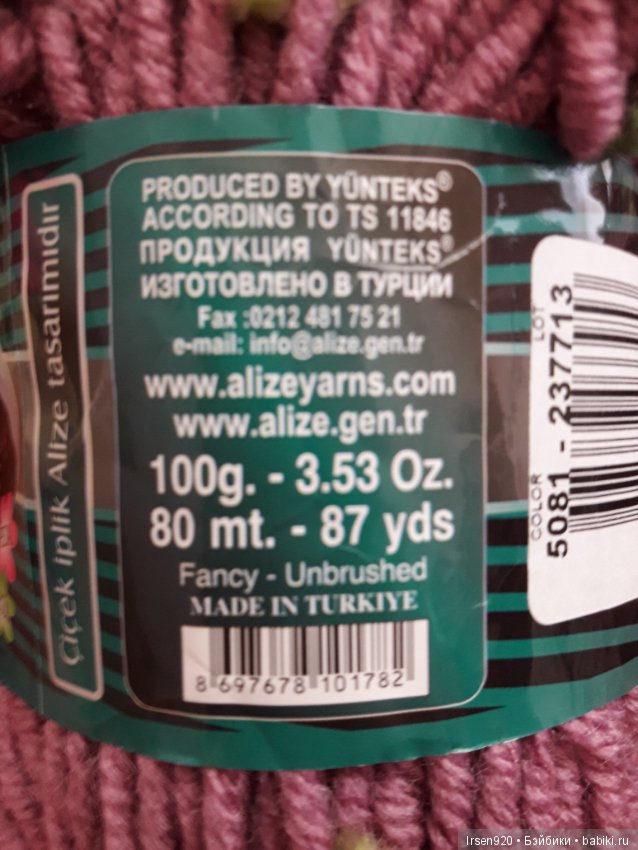 Çiçek iplik Alize tasarımıdır
PRODUCED BY YÜNTEKS®
ACCORDING TO TS 11846
ПРОДУКЦИЯ YÜNTEKS®
ИЗГОТОВЛЕНО В ТУРЦИИ
Fax :0212 481 75 21
e-mail: info@alize.gen.tr
www.alizeyarns.com
www.alize.gen.tr
100g. - 3.53 Oz.
80 mt. - 87 yds
Fancy - Unbrushed
MADE IN TURKIYE
8 697678 101782
COLOR LOT
5081 - 237713
Irsen920 • Бэйбики • babiki.ru